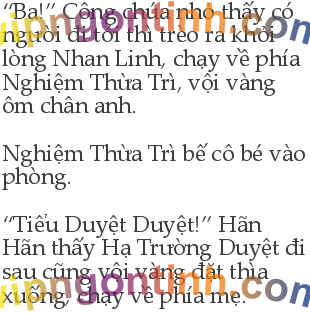 “Ba!” Công chúa nhỏ thấy có
người đi tới thì trèo ra khỏi
lòng Nhan Linh, chạy về phía
Nghiệm Thừa Trì, vội vàng
ôm chân anh.
Nghiệm Thừa Trì bế cô bé vào
phòng.
“Tiểu Duyệt Duyệt!” Hãn
Hãn thấy Hạ Trường Duyệt đi
sau cũng vội vàng đặt thìa
xuống, chạy về phía mẹ.
vipngontinh.com
vipngontinh.com